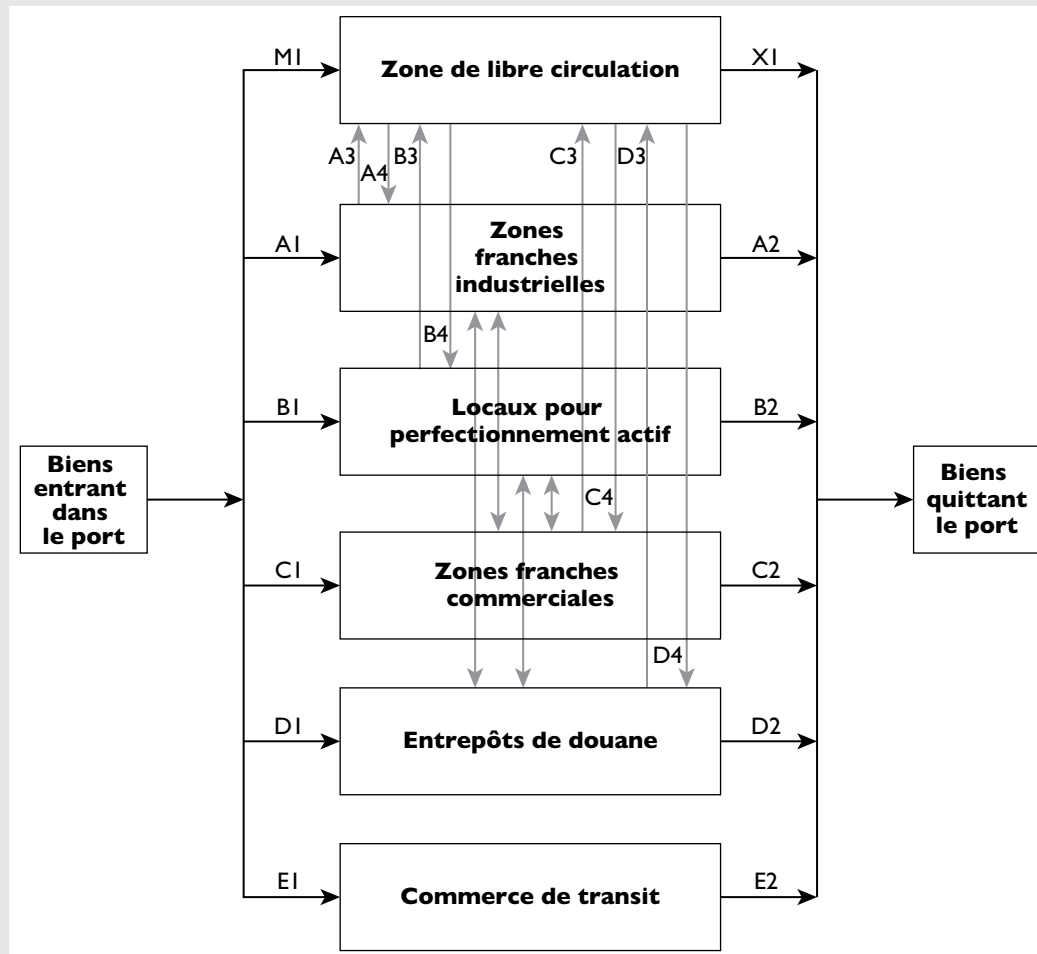 M1
Zone de libre circulation
X1
A3
A4
B3
C3
D3
A1
Zones
franches
industrielles
A2
B4
B1
Locaux pour
perfectionnement actif
B2
Biens
entrant
dans
le port
Biens
quittant
le port
C4
C1
Zones franches
commerciales
C2
D4
D1
Entrepôts de douane
D2
E1
Commerce de transit
E2